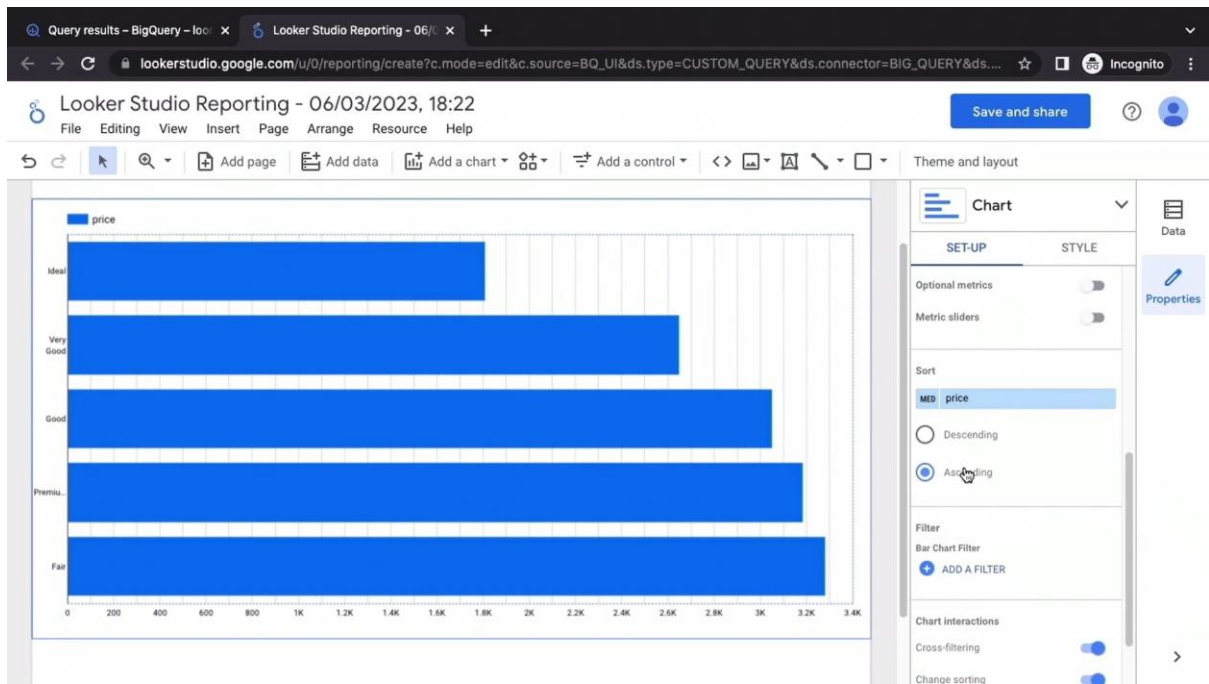 Query results – BigQuery – loo
Looker Studio Reporting - 06/0
lookerstudio.google.com/u/0/reporting/create?c.mode=edit&c.source=BQ_UI&ds.type=CUSTOM_QUERY&ds.connector=BIG_QUERY&ds....
Incognito
Looker Studio Reporting - 06/03/2023, 18:22
Save and share
File Editing View Insert Page Arrange Resource Help
Add page Add data Add a chart Add a control Theme and layout
price
Ideal
Very
Good
Good
Premiu...
Fair
0 200 400 600 800 1K 1.2K 1.4K 1.6K 1.8K 2K 2.2K 2.4K 2.6K 2.8K 3K 3.2K 3.4K
Chart
SET-UP STYLE
Optional metrics
Metric sliders
Sort
MED price
Descending
Ascending
Filter
Bar Chart Filter
ADD A FILTER
Chart interactions
Cross-filtering
Change sorting
Data
Properties